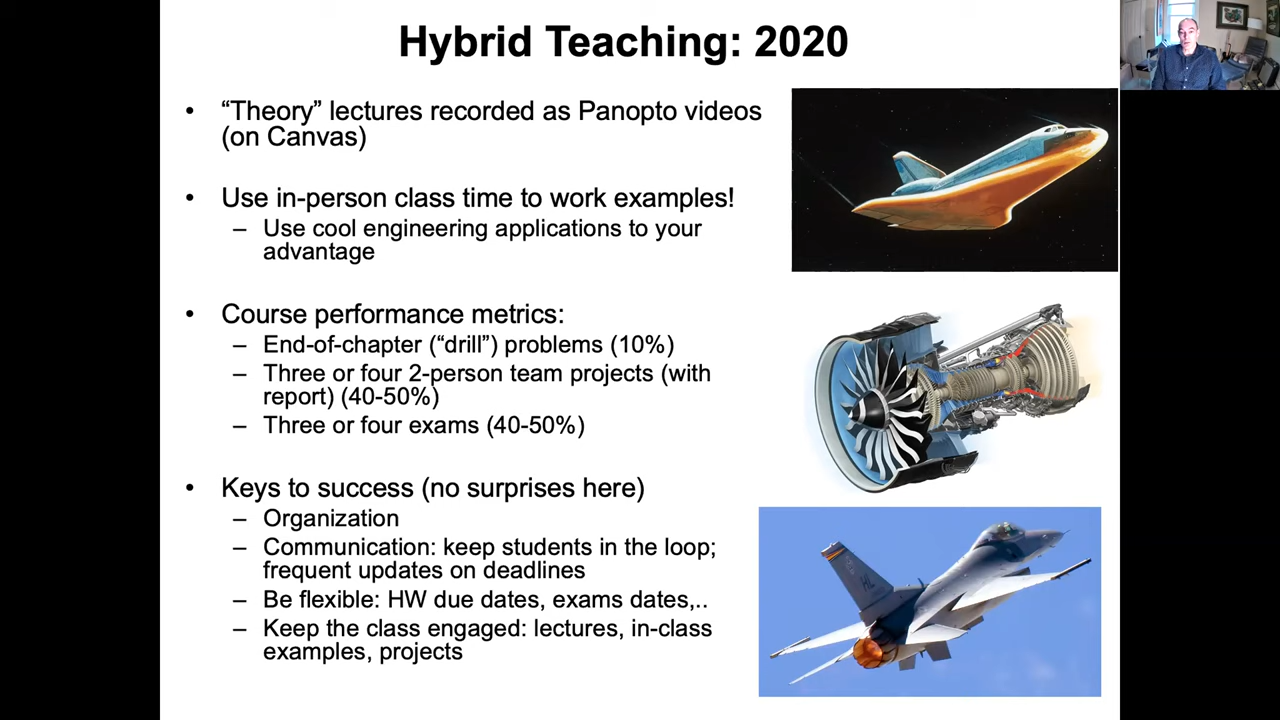 Hybrid Teaching: 2020
• “Theory” lectures recorded as Panopto videos
(on Canvas)
• Use in-person class time to work examples!
– Use cool engineering applications to your
advantage
• Course performance metrics:
– End-of-chapter (“drill”) problems (10%)
– Three or four 2-person team projects (with
report) (40-50%)
– Three or four exams (40-50%)
• Keys to success (no surprises here)
– Organization
– Communication: keep students in the loop;
frequent updates on deadlines
– Be flexible: HW due dates, exams dates,..
– Keep the class engaged: lectures, in-class
examples, projects